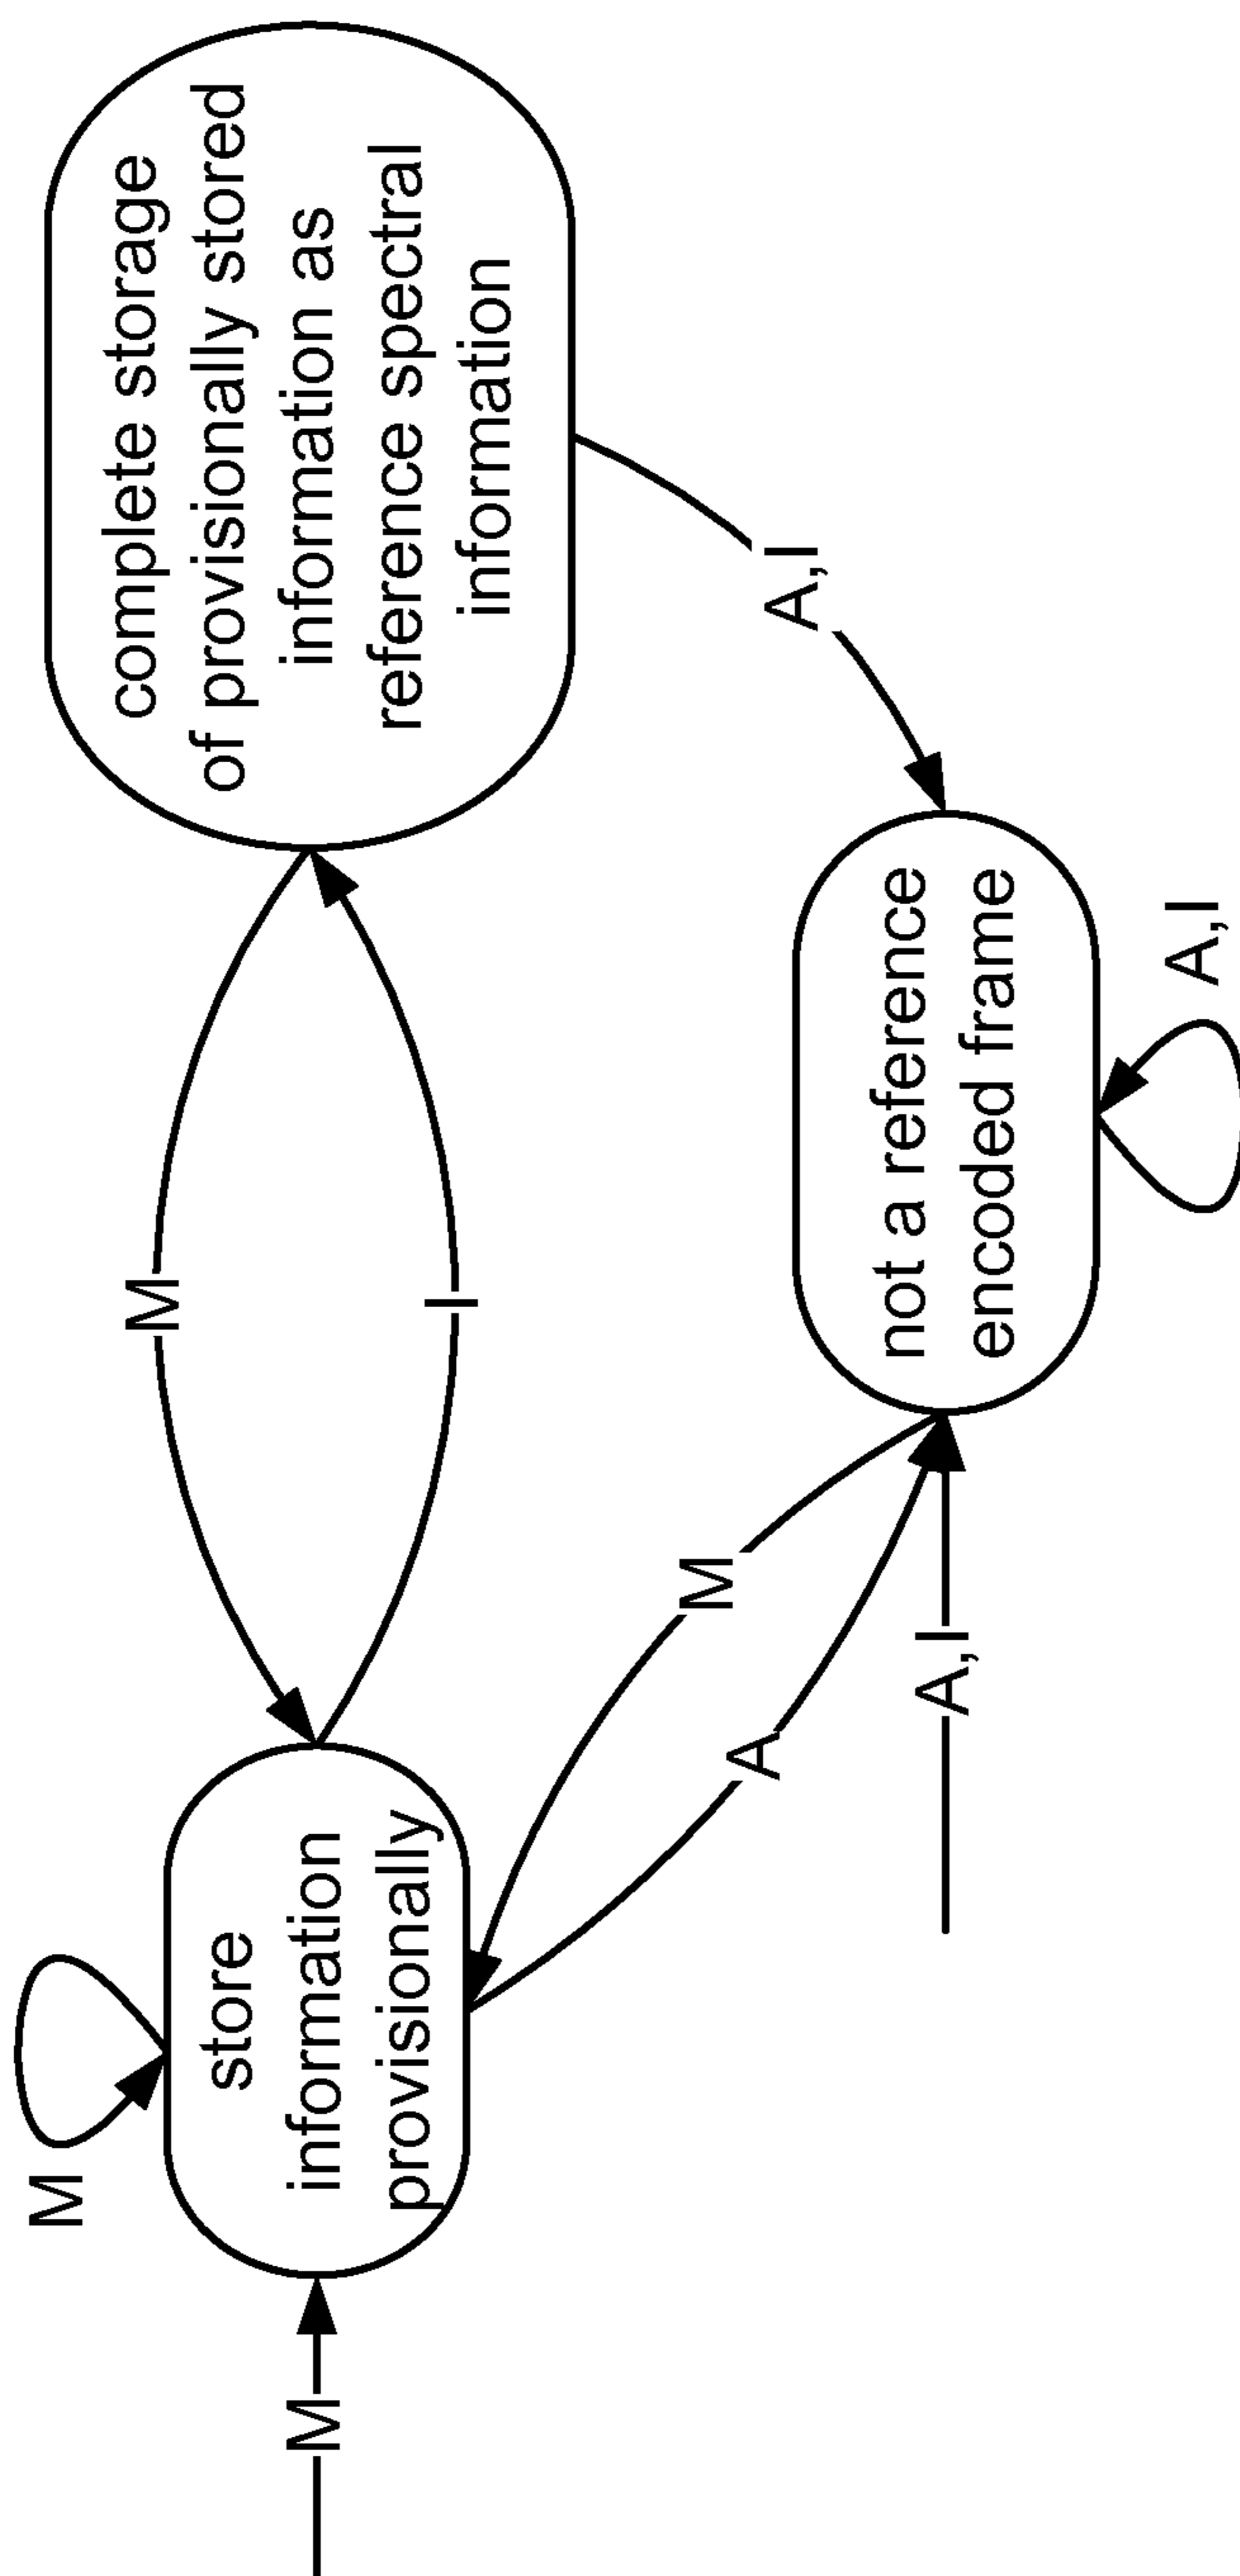 M
M
store
information
provisionally
M
I
complete storage
of provisionally stored
information as
reference spectral
information
M
A
A,I
A,I
not a reference
encoded frame
A,I